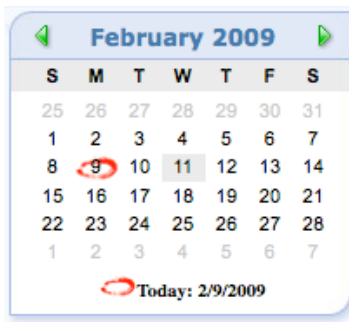 February 2009
S M T W T F S
25 26 27 28 29 30 31
1 2 3 4 5 6 7
8 9 10 11 12 13 14
15 16 17 18 19 20 21
22 23 24 25 26 27 28
1 2 3 4 5 6 7
Today: 2/9/2009